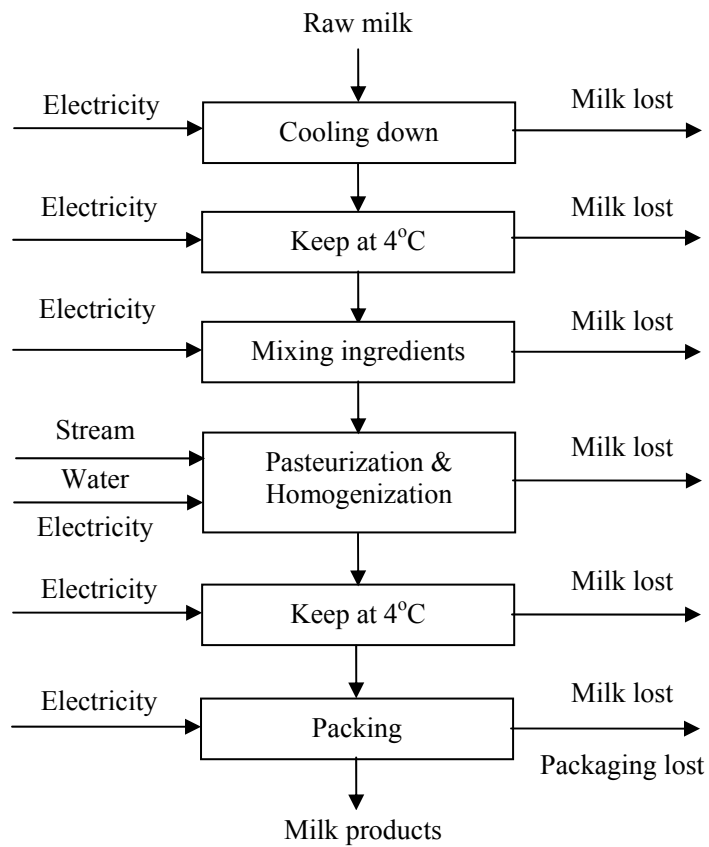 Raw milk
Electricity
Cooling down
Milk lost
Electricity
Keep at 4°C
Milk lost
Electricity
Mixing ingredients
Milk lost
Stream
Water
Electricity
Pasteurization &
Homogenization
Milk lost
Electricity
Keep at 4°C
Milk lost
Electricity
Packing
Milk lost
Packaging lost
Milk products